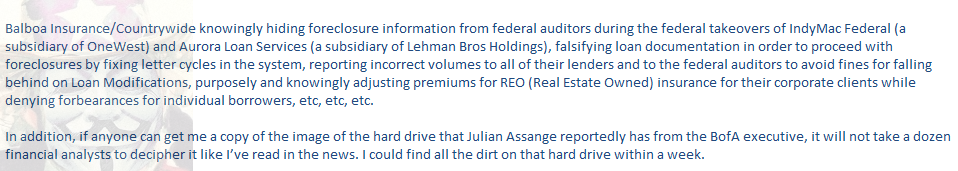 Balboa Insurance/Countrywide knowingly hiding foreclosure information from federal auditors during the federal takeovers of IndyMac Federal (a
subsidiary of OneWest) and Aurora Loan Services (a subsidiary of Lehman Bros Holdings), falsifying loan documentation in order to proceed with
foreclosures by fixing letter cycles in the system, reporting incorrect volumes to all of their lenders and to the federal auditors to avoid fines for falling
behind on Loan Modifications, purposely and knowingly adjusting premiums for REO (Real Estate Owned) insurance for their corporate clients while
denying forbearances for individual borrowers, etc, etc, etc.
In addition, if anyone can get me a copy of the image of the hard drive that Julian Assange reportedly has from the BofA executive, it will not take a dozen
financial analysts to decipher it like I've read in the news. I could find all the dirt on that hard drive within a week.